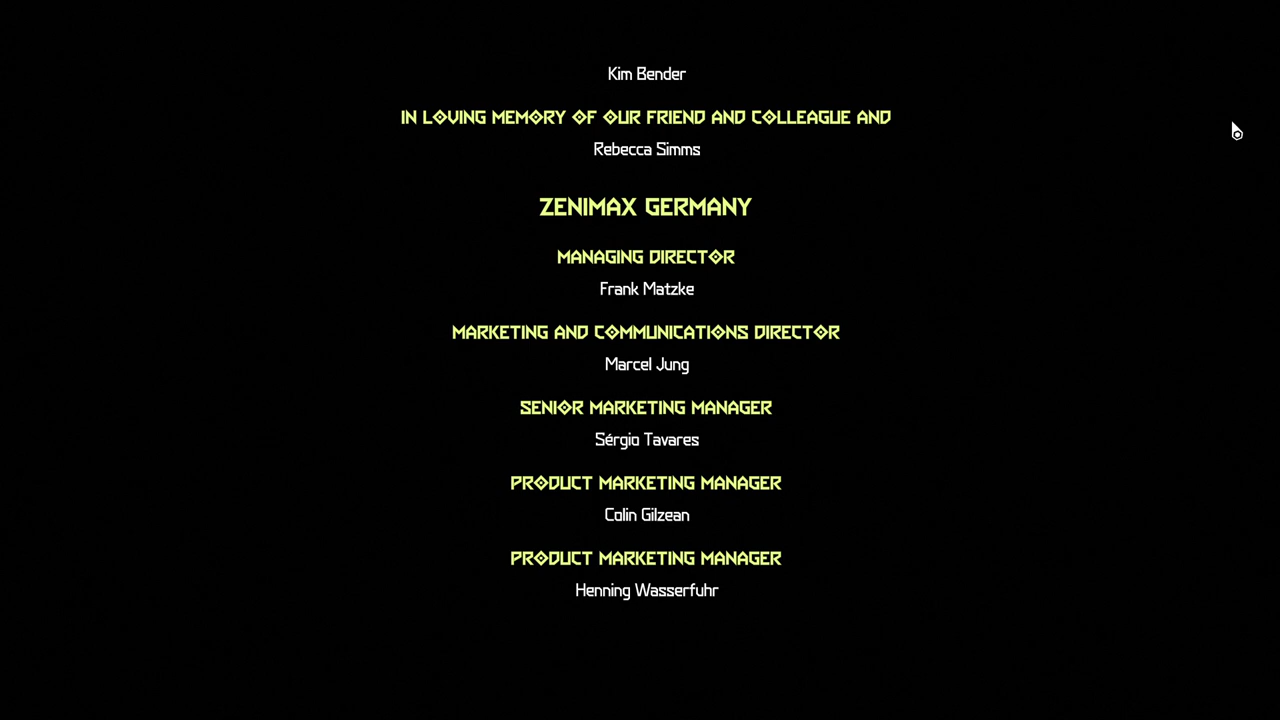 Kim Bender
IN LOVING MEMORY OF OUR FRIEND AND COLLEAGUE AND
Rebecca Simms
ZENIMAX GERMANY
MANAGING DIRECTOR
Frank Matzke
MARKETING AND COMMUNICATIONS DIRECTOR
Marcel Jung
SENIOR MARKETING MANAGER
Sérgio Tavares
PRODUCT MARKETING MANAGER
Colin Gilzean
PRODUCT MARKETING MANAGER
Henning Wasserfuhr